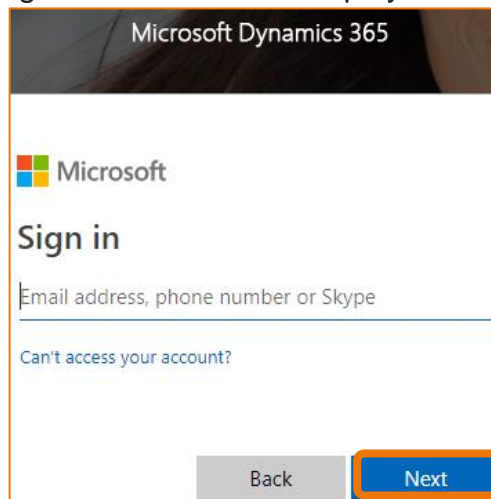 Microsoft Dynamics 365
Microsoft
Sign in
Email address, phone number or Skype
Can't access your account?
Back
Next